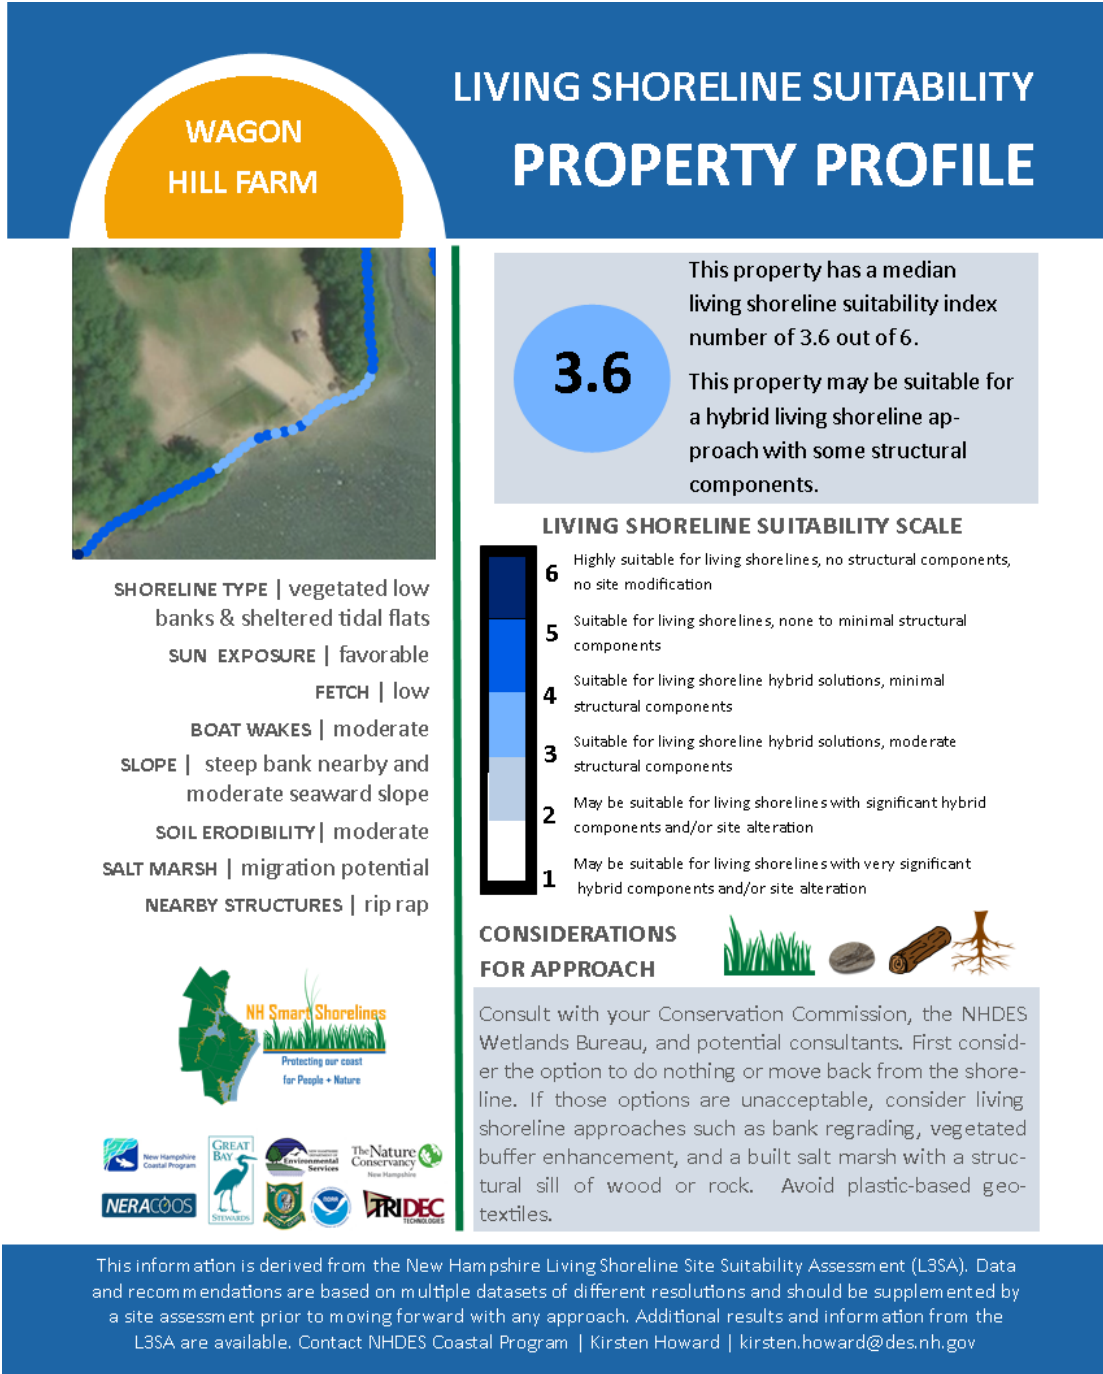 WAGON
HILL FARM
LIVING SHORELINE SUITABILITY
PROPERTY PROFILE
3.6
This property has a median
living shoreline suitability index
number of 3.6 out of 6.
This property may be suitable for
a hybrid living shoreline ap-
proach with some structural
components.
SHORELINE TYPE | vegetated low
banks & sheltered tidal flats
SUN EXPOSURE | favorable
FETCH | low
BOAT WAKES | moderate
SLOPE | steep bank nearby and
moderate seaward slope
SOIL ERODIBILITY| moderate
SALT MARSH | migration potential
NEARBY STRUCTURES | rip rap
LIVING SHORELINE SUITABILITY SCALE
6 Highly suitable for living shorelines, no structural components,
no site modification
5 Suitable for living shorelines, none to minimal structural
components
4 Suitable for living shoreline hybrid solutions, minimal
structural components
3 Suitable for living shoreline hybrid solutions, moderate
structural components
2 May be suitable for living shorelines with significant hybrid
components and/or site alteration
1 May be suitable for living shorelines with very significant
hybrid components and/or site alteration
CONSIDERATIONS
FOR APPROACH
Consult with your Conservation Commission, the NHDES
Wetlands Bureau, and potential consultants. First consid-
er the option to do nothing or move back from the shore-
line. If those options are unacceptable, consider living
shoreline approaches such as bank regrading, vegetated
buffer enhancement, and a built salt marsh with a struc-
tural sill of wood or rock. Avoid plastic-based geo-
textiles.
NH Smart Shorelines
Protecting our coast
for People + Nature
New Hampshire
Coastal Program
GREAT
BAY
STEWARDS
Environmental
Services
The Nature
Conservancy
New Hampshire
NERACOOS
NOAA
TRIDEC
TECHNOLOGIES
This information is derived from the New Hampshire Living Shoreline Site Suitability Assessment (L3SA). Data
and recommendations are based on multiple datasets of different resolutions and should be supplemented by
a site assessment prior to moving forward with any approach. Additional results and information from the
L3SA are available. Contact NHDES Coastal Program | Kirsten Howard | kirsten.howard@des.nh.gov